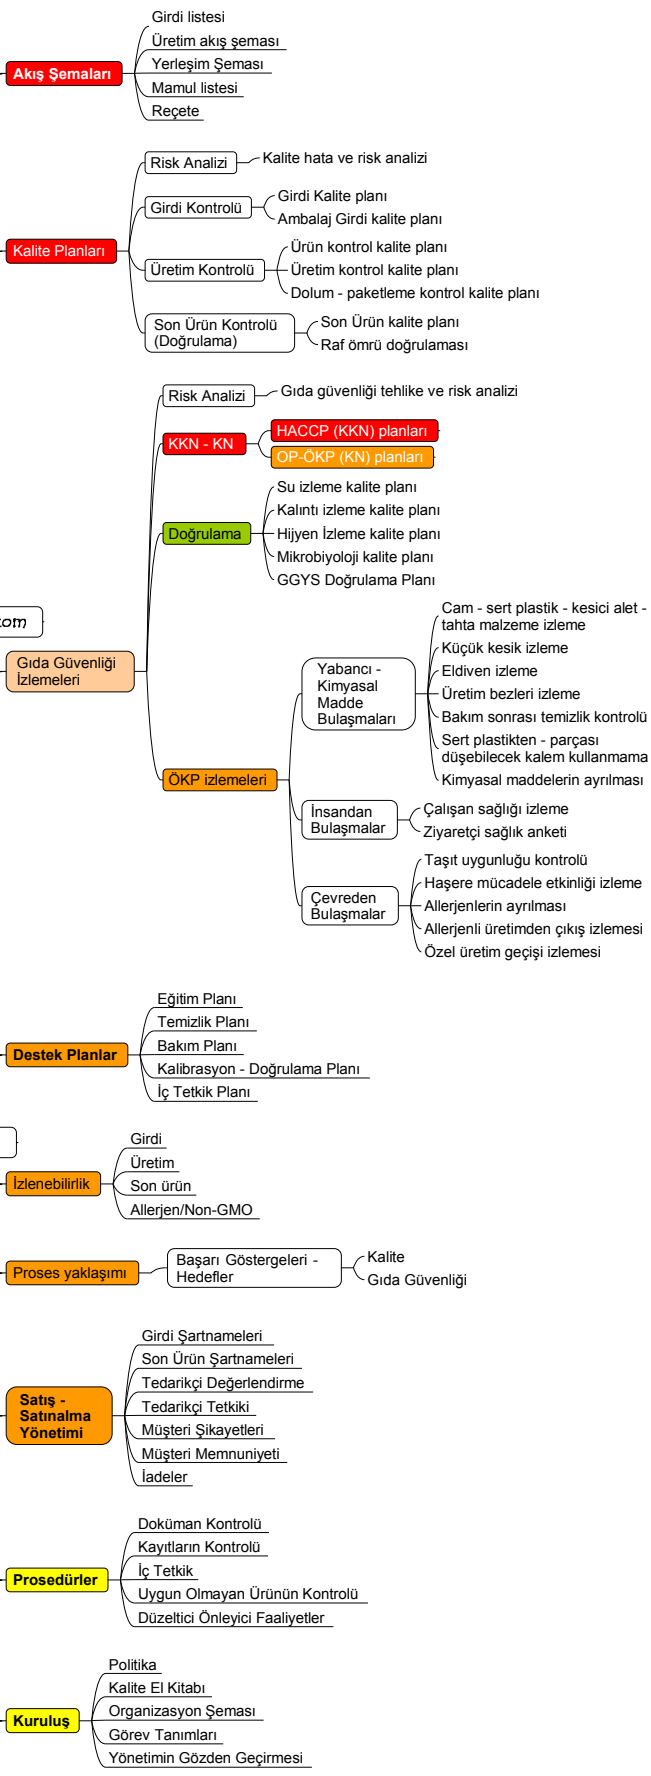 Akış Şemaları
Girdi listesi
Üretim akış şeması
Yerleşim Şeması
Mamul listesi
Reçete
Kalite Planları
Risk Analizi
Kalite hata ve risk analizi
Girdi Kontrolü
Girdi Kalite planı
Ambalaj Girdi kalite planı
Üretim Kontrolü
Ürün kontrol kalite planı
Üretim kontrol kalite planı
Dolum - paketleme kontrol kalite planı
Son Ürün Kontrolü
(Doğrulama)
Son Ürün kalite planı
Raf ömrü doğrulaması
com
Gıda Güvenliği
İzlemeleri
Risk Analizi
Gıda güvenliği tehlike ve risk analizi
KKN - KN
HACCP (KKN) planları
OP-ÖKP (KN) planları
Doğrulama
Su izleme kalite planı
Kalıntı izleme kalite planı
Hijyen İzleme kalite planı
Mikrobiyoloji kalite planı
GGYS Doğrulama Planı
ÖKP izlemeleri
Yabancı -
Kimyasal
Madde
Bulaşmaları
Cam - sert plastik - kesici alet -
tahta malzeme izleme
Küçük kesik izleme
Eldiven izleme
Üretim bezleri izleme
Bakım sonrası temizlik kontrolü
Sert plastikten - parçası
düşebilecek kalem kullanmama
Kimyasal maddelerin ayrılması
İnsandan
Bulaşmalar
Çalışan sağlığı izleme
Ziyaretçi sağlık anketi
Çevreden
Bulaşmalar
Taşıt uygunluğu kontrolü
Haşere mücadele etkinliği izleme
Allerjenlerin ayrılması
Allerjenli üretimden çıkış izlemesi
Özel üretim geçişi izlemesi
Destek Planlar
Eğitim Planı
Temizlik Planı
Bakım Planı
Kalibrasyon - Doğrulama Planı
İç Tetkik Planı
İzlenebilirlik
Girdi
Üretim
Son ürün
Allerjen/Non-GMO
Proses yaklaşımı
Başarı Göstergeleri -
Hedefler
Kalite
Gıda Güvenliği
Satış -
Satınalma
Yönetimi
Girdi Şartnameleri
Son Ürün Şartnameleri
Tedarikçi Değerlendirme
Tedarikçi Tetkiki
Müşteri Şikayetleri
Müşteri Memnuniyeti
İadeler
Prosedürler
Doküman Kontrolü
Kayıtların Kontrolü
İç Tetkik
Uygun Olmayan Ürünün Kontrolü
Düzeltici Önleyici Faaliyetler
Kuruluş
Politika
Kalite El Kitabı
Organizasyon Şeması
Görev Tanımları
Yönetimin Gözden Geçirmesi